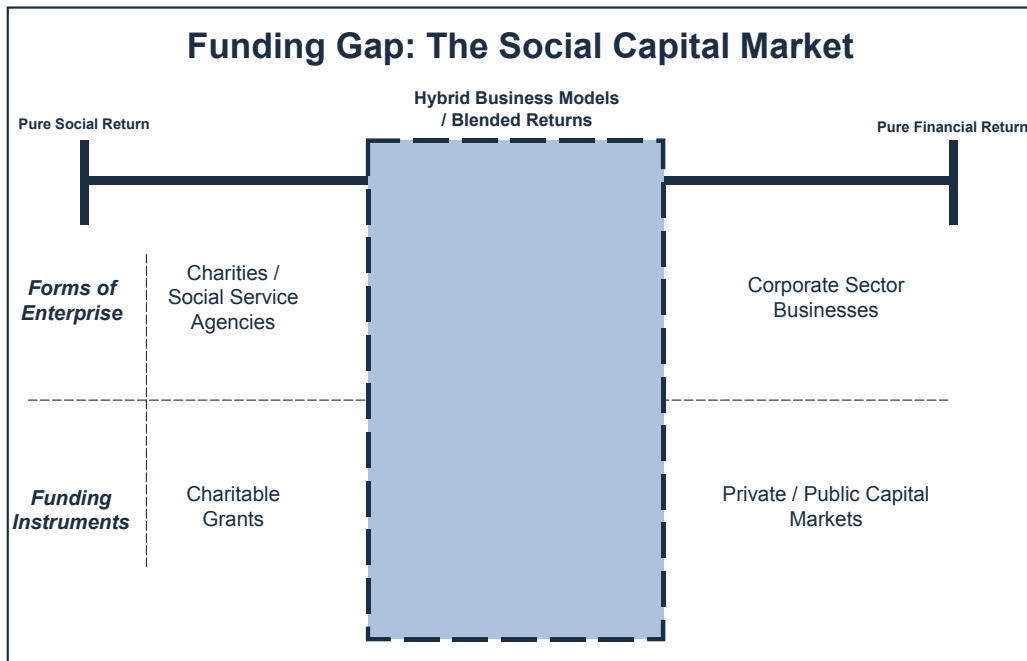 Funding Gap: The Social Capital Market
Hybrid Business Models
/ Blended Returns
Pure Social Return
Pure Financial Return
Forms of
Enterprise
Charities /
Social Service
Agencies
Corporate Sector
Businesses
Funding
Instruments
Charitable
Grants
Private / Public Capital
Markets